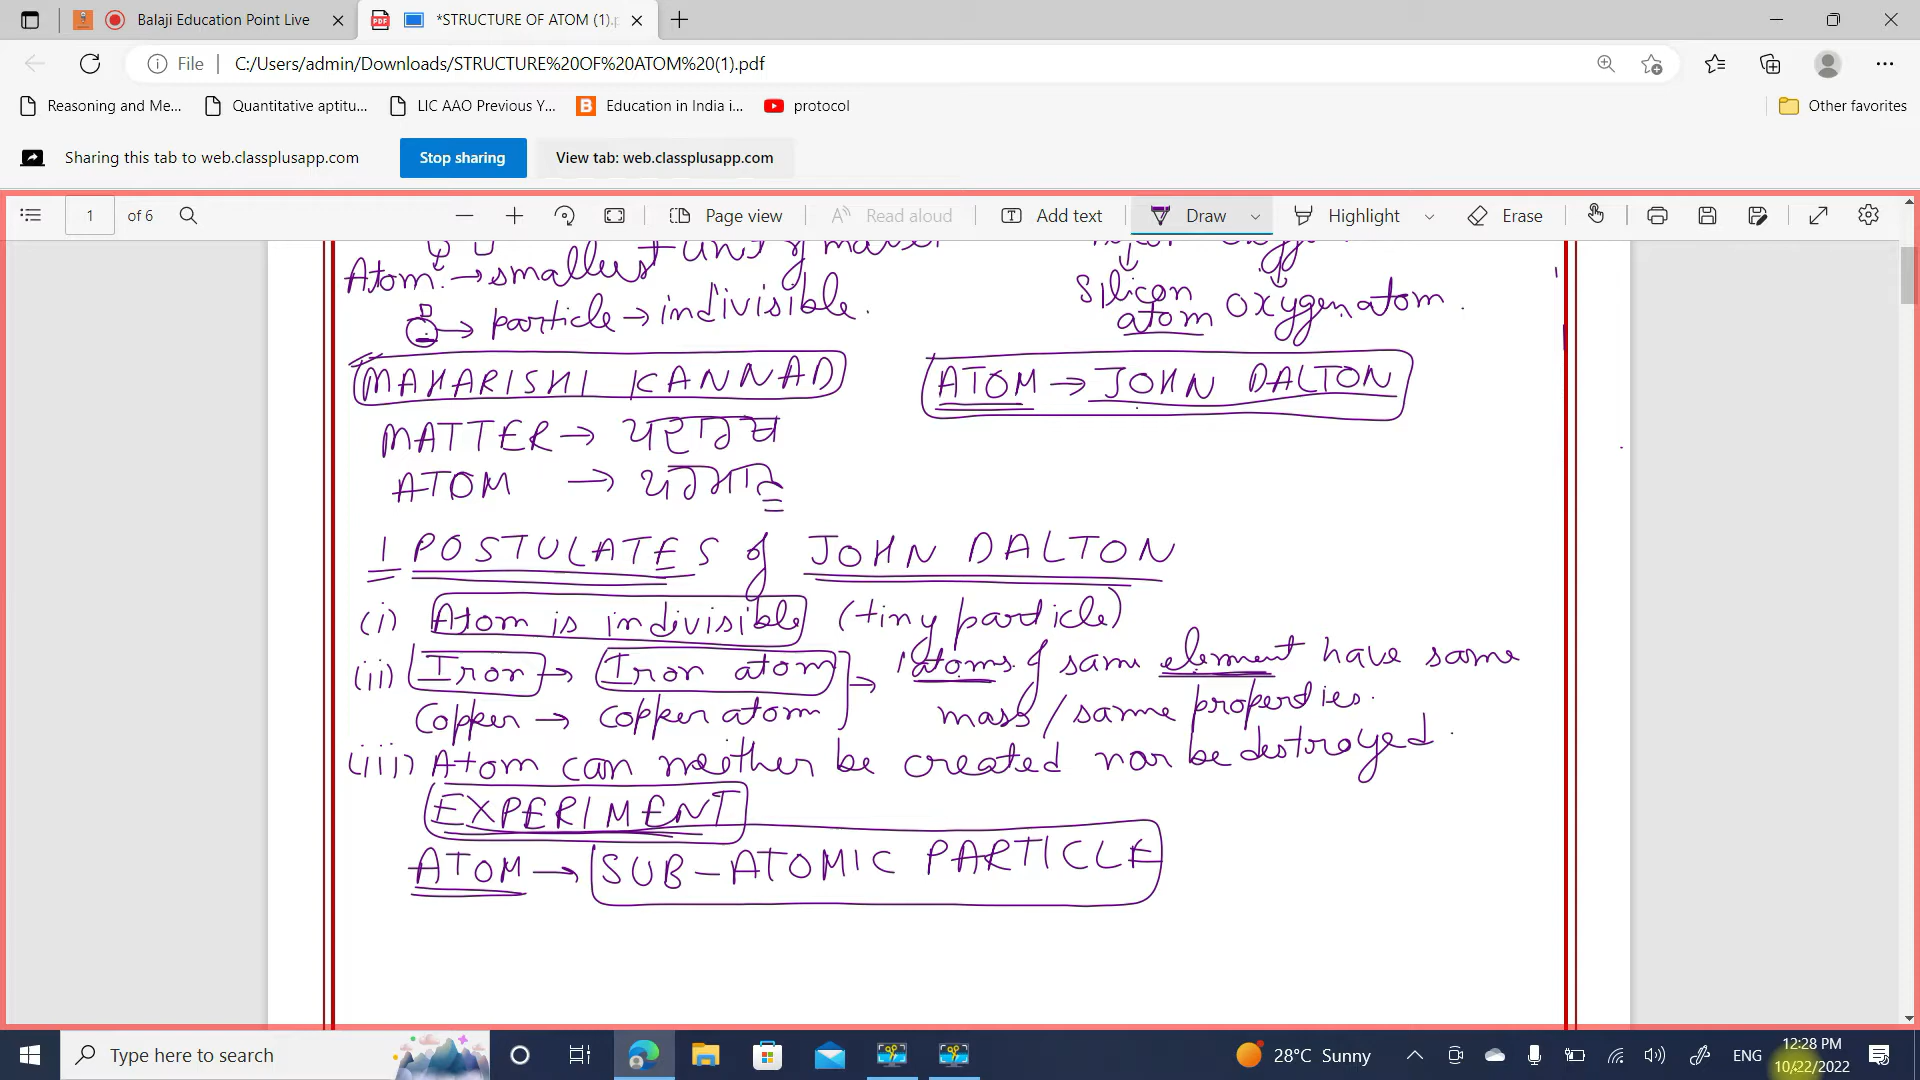 Balaji Education Point Live
*STRUCTURE OF ATOM (1).p
File
C:/Users/admin/Downloads/STRUCTURE%20OF%20ATOM%20(1).pdf
Reasoning and Me...
Quantitative aptitu...
LIC AAO Previous Y...
Education in India i...
protocol
Other favorites
Sharing this tab to web.classplusapp.com
Stop sharing
View tab: web.classplusapp.com
1 of 6
Page view
Read aloud
Add text
Draw
Highlight
Erase
Atom → smallest unit of matter
→ particle → indivisible.
Silicon atom
Oxygen atom.
MAHARISHI KANNAD
ATOM → JOHN DALTON
MATTER →
ATOM →
1 POSTULATES of JOHN DALTON
(i) Atom is indivisible (tiny particle)
(ii) Iron → Iron atom → atoms of same element have same
Copper → Copper atom mass/same properties.
(iii) Atom can neither be created nor be destroyed.
EXPERIMENT
ATOM → SUB-ATOMIC PARTICLE
Type here to search
28°C Sunny
ENG
12:28 PM
10/22/2022